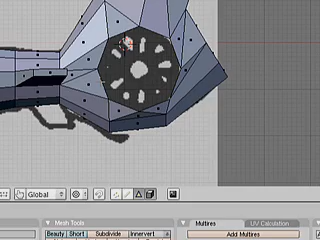 Global
Mesh Tools
Multires
UV Calculation
Beauty
Short
Subdivide
Innervert
Add Multires